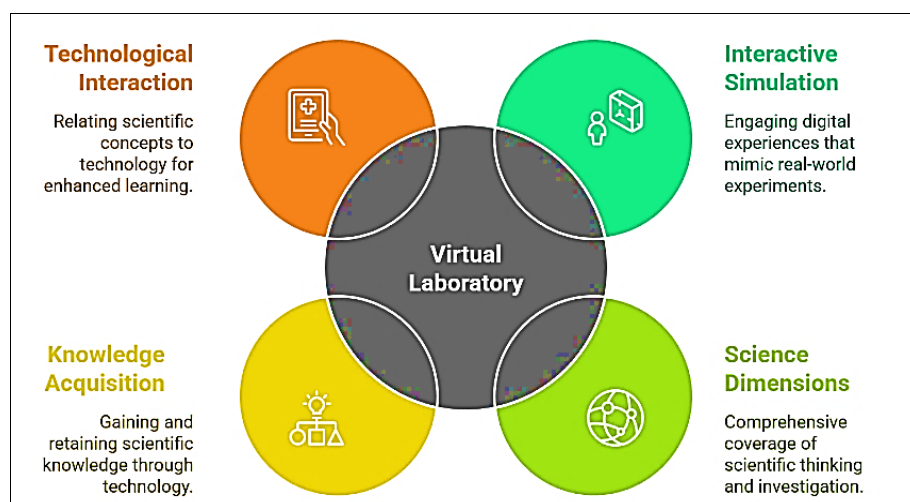 Technological
Interaction
Relating scientific
concepts to
technology for
enhanced learning.
Interactive
Simulation
Engaging digital
experiences that
mimic real-world
experiments.
Virtual
Laboratory
Knowledge
Acquisition
Gaining and
retaining scientific
knowledge through
technology.
Science
Dimensions
Comprehensive
coverage of
scientific thinking
and investigation.